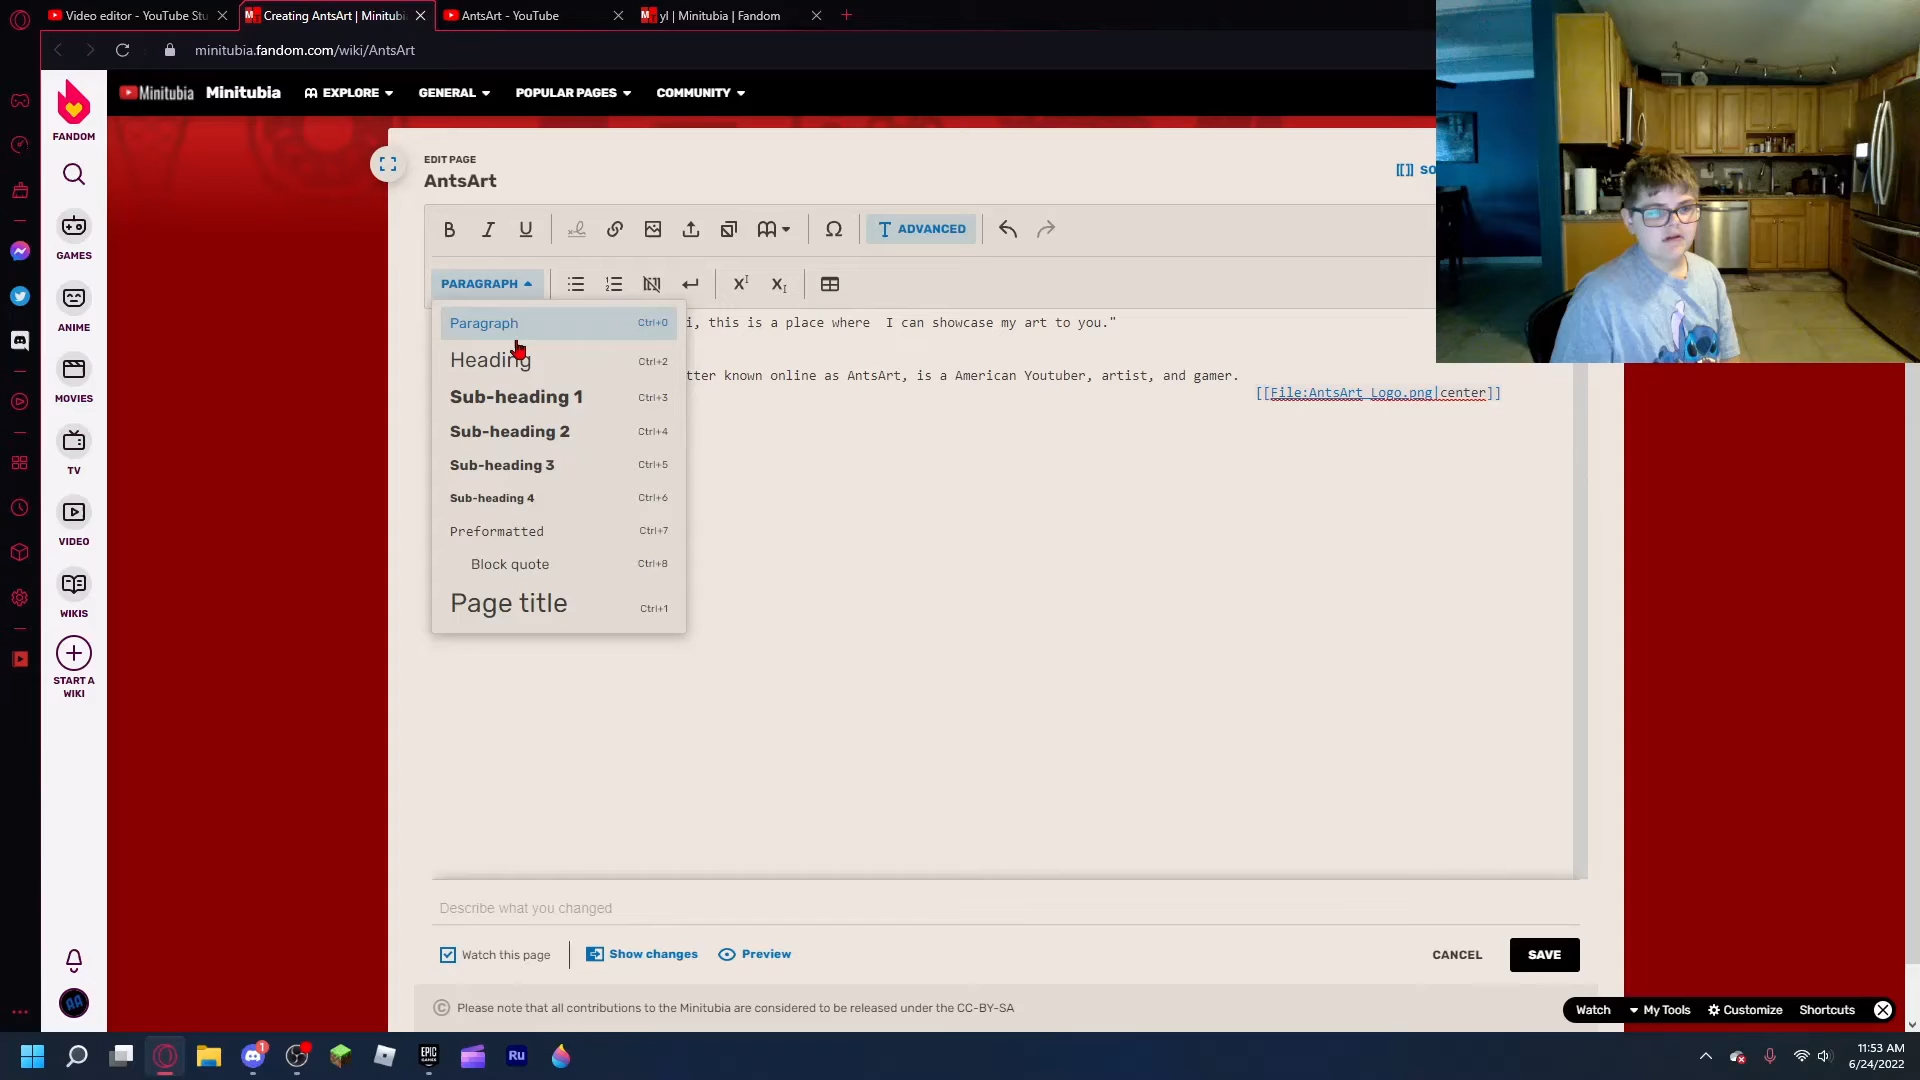 Video editor - YouTube Stu
Creating AntsArt | Minitubi
AntsArt - YouTube
yl | Minitubia | Fandom
minitubia.fandom.com/wiki/AntsArt
FANDOM
GAMES
ANIME
MOVIES
TV
VIDEO
WIKIS
START A
WIKI
Minitubia
Minitubia
EXPLORE
GENERAL
POPULAR PAGES
COMMUNITY
EDIT PAGE
AntsArt
SO
B I U
Ω
T ADVANCED
PARAGRAPH
Paragraph Ctrl+0
Heading Ctrl+2
Sub-heading 1 Ctrl+3
Sub-heading 2 Ctrl+4
Sub-heading 3 Ctrl+5
Sub-heading 4 Ctrl+6
Preformatted Ctrl+7
Block quote Ctrl+8
Page title Ctrl+1
i, this is a place where  I can showcase my art to you."
tter known online as AntsArt, is a American Youtuber, artist, and gamer.
[[File:AntsArt Logo.png|center]]
Describe what you changed
Watch this page
Show changes
Preview
CANCEL
SAVE
Please note that all contributions to the Minitubia are considered to be released under the CC-BY-SA
Watch
My Tools
Customize
Shortcuts
AA
1
EPIC
GAMES
Ru
11:53 AM
6/24/2022